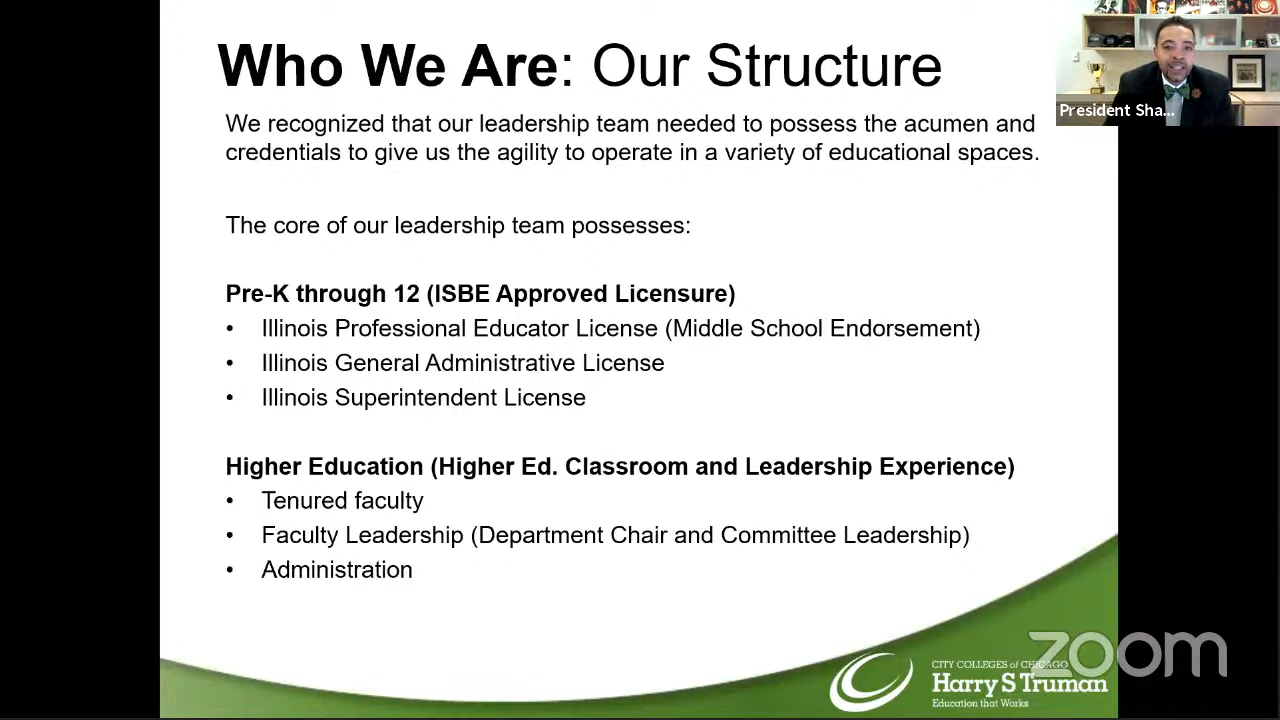 Who We Are: Our Structure
We recognized that our leadership team needed to possess the acumen and
credentials to give us the agility to operate in a variety of educational spaces.
The core of our leadership team possesses:
Pre-K through 12 (ISBE Approved Licensure)
• Illinois Professional Educator License (Middle School Endorsement)
• Illinois General Administrative License
• Illinois Superintendent License
Higher Education (Higher Ed. Classroom and Leadership Experience)
• Tenured faculty
• Faculty Leadership (Department Chair and Committee Leadership)
• Administration
President Sha...
zoom
CITY COLLEGES of CHICAGO
Harry S Truman
Education that Works